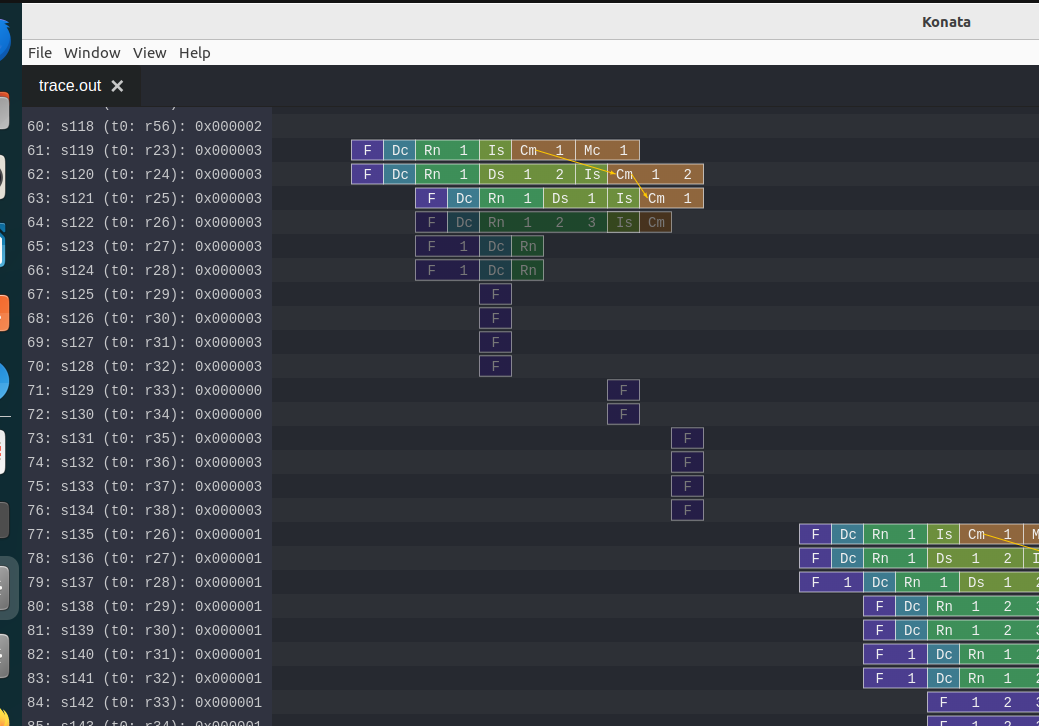 Konata
File Window View Help
trace.out ×
60: s118 (t0: r56): 0x000002
61: s119 (t0: r23): 0x000003 F Dc Rn 1 Is Cm 1 Mc 1
62: s120 (t0: r24): 0x000003 F Dc Rn 1 Ds 1 2 Is Cm 1 2
63: s121 (t0: r25): 0x000003 F Dc Rn 1 Ds 1 Is Cm 1
64: s122 (t0: r26): 0x000003 F Dc Rn 1 2 3 Is Cm
65: s123 (t0: r27): 0x000003 F 1 Dc Rn
66: s124 (t0: r28): 0x000003 F 1 Dc Rn
67: s125 (t0: r29): 0x000003 F
68: s126 (t0: r30): 0x000003 F
69: s127 (t0: r31): 0x000003 F
70: s128 (t0: r32): 0x000003 F
71: s129 (t0: r33): 0x000000 F
72: s130 (t0: r34): 0x000000 F
73: s131 (t0: r35): 0x000003 F
74: s132 (t0: r36): 0x000003 F
75: s133 (t0: r37): 0x000003 F
76: s134 (t0: r38): 0x000003 F
77: s135 (t0: r26): 0x000001 F Dc Rn 1 Is Cm 1
78: s136 (t0: r27): 0x000001 F Dc Rn 1 Ds 1 2
79: s137 (t0: r28): 0x000001 F 1 Dc Rn 1 Ds 1 2
80: s138 (t0: r29): 0x000001 F Dc Rn 1 2 3
81: s139 (t0: r30): 0x000001 F Dc Rn 1 2 3
82: s140 (t0: r31): 0x000001 F 1 Dc Rn 1 2
83: s141 (t0: r32): 0x000001 F 1 Dc Rn 1 2
84: s142 (t0: r33): 0x000001 F 1 2 3
85: s143 (t0: r34): 0x000001 F 1 2